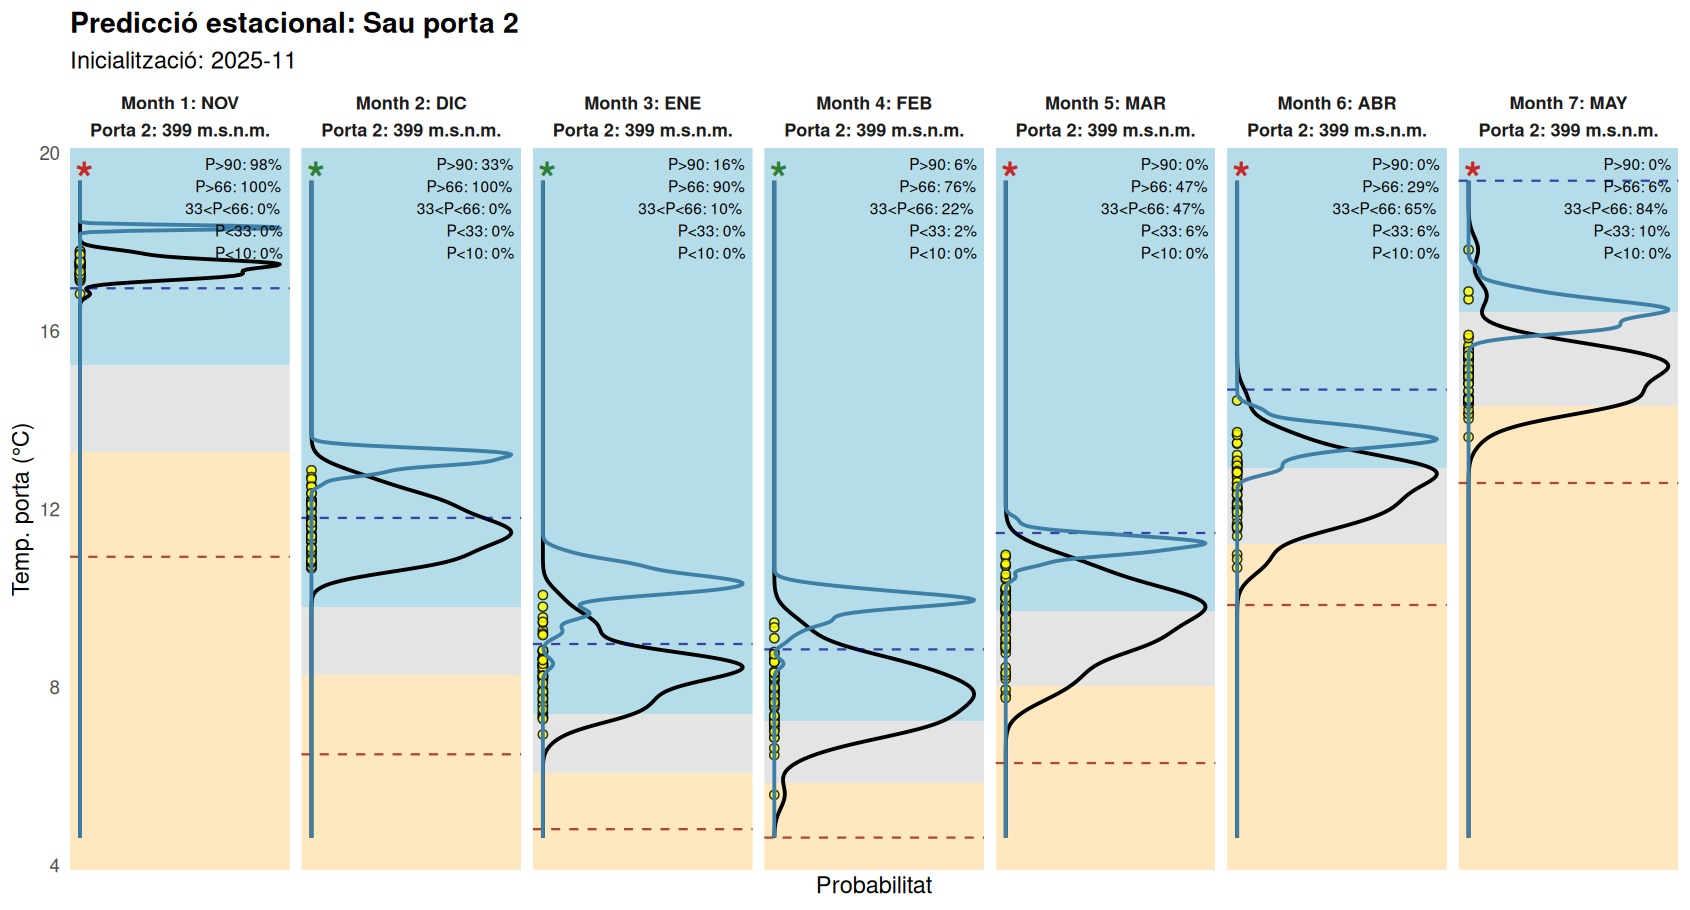 Predicció estacional: Sau porta 2
Inicialització: 2025-11
Month 1: NOV
Porta 2: 399 m.s.n.m.
Month 2: DIC
Porta 2: 399 m.s.n.m.
Month 3: ENE
Porta 2: 399 m.s.n.m.
Month 4: FEB
Porta 2: 399 m.s.n.m.
Month 5: MAR
Porta 2: 399 m.s.n.m.
Month 6: ABR
Porta 2: 399 m.s.n.m.
Month 7: MAY
Porta 2: 399 m.s.n.m.
*
P>90: 98%
P>66: 100%
33<P<66: 0%
P<33: 0%
P<10: 0%
*
P>90: 33%
P>66: 100%
33<P<66: 0%
P<33: 0%
P<10: 0%
*
P>90: 16%
P>66: 90%
33<P<66: 10%
P<33: 0%
P<10: 0%
*
P>90: 6%
P>66: 76%
33<P<66: 22%
P<33: 2%
P<10: 0%
*
P>90: 0%
P>66: 47%
33<P<66: 47%
P<33: 6%
P<10: 0%
*
P>90: 0%
P>66: 29%
33<P<66: 65%
P<33: 6%
P<10: 0%
*
P>90: 0%
P>66: 6%
33<P<66: 84%
P<33: 10%
P<10: 0%
20
16
12
8
4
Temp. porta (°C)
Probabilitat